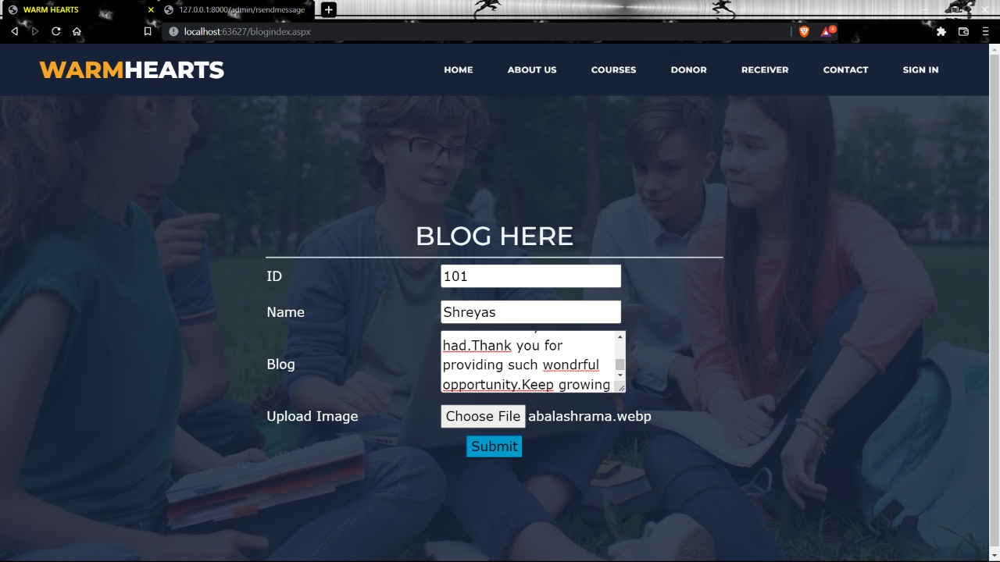 WARM HEARTS
127.0.0.1:8000/admin/rsendmessage
localhost:63627/blogindex.aspx
4
WARMHEARTS
HOME ABOUT US COURSES DONOR RECEIVER CONTACT SIGN IN
BLOG HERE
ID 101
Name Shreyas
Blog
had.Thank you for
providing such wondrful
opportunity.Keep growing
Upload Image Choose File abalashrama.webp
Submit